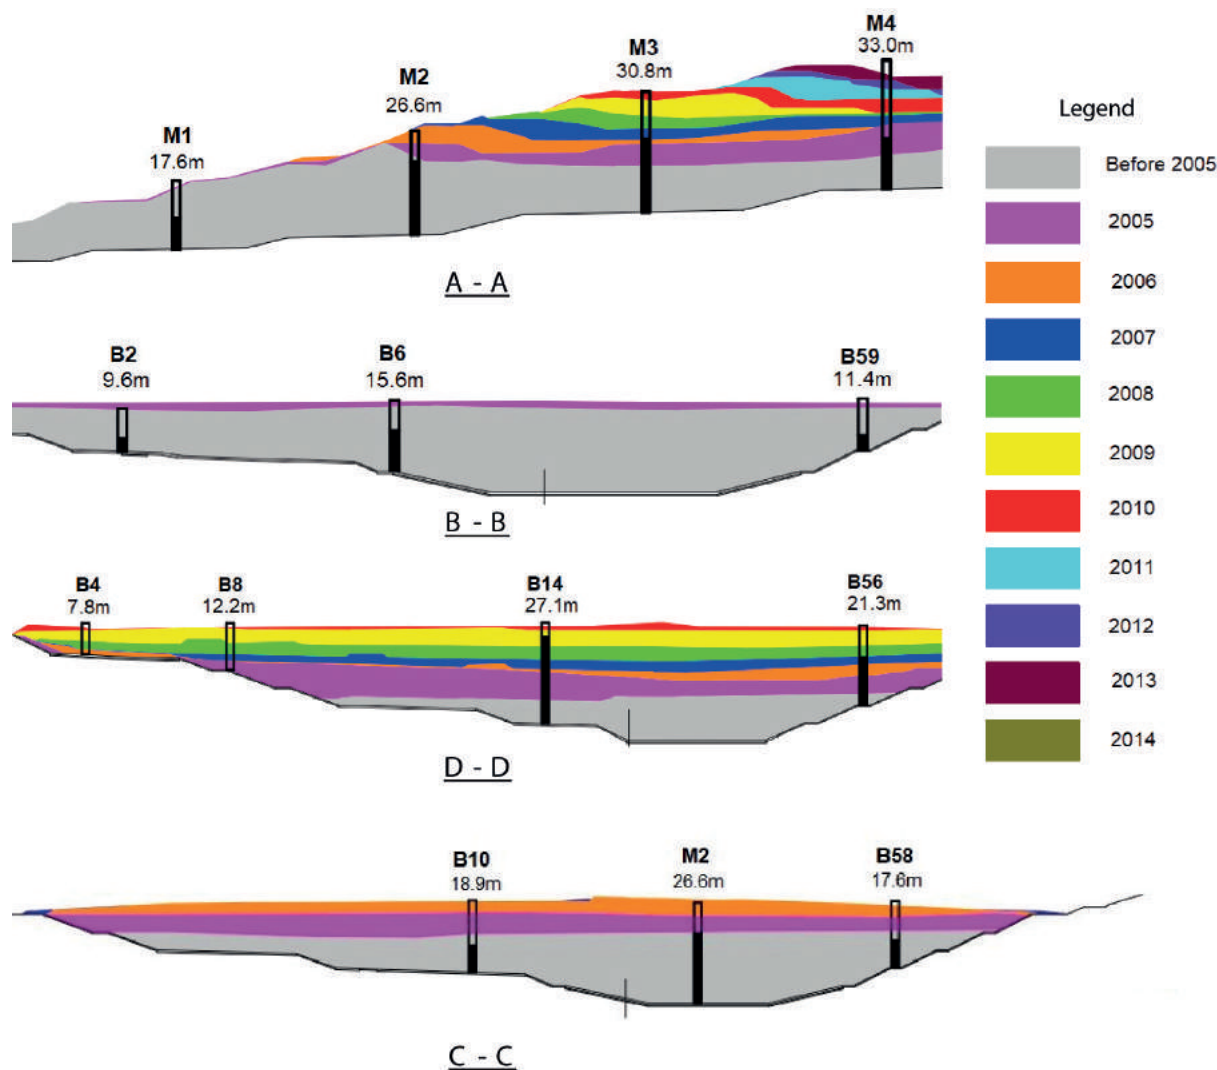 M1
17.6m
M2
26.6m
M3
30.8m
M4
33.0m
A - A
B2
9.6m
B6
15.6m
B59
11.4m
B - B
B4
7.8m
B8
12.2m
B14
27.1m
B56
21.3m
D - D
B10
18.9m
M2
26.6m
B58
17.6m
C - C
Legend
Before 2005
2005
2006
2007
2008
2009
2010
2011
2012
2013
2014